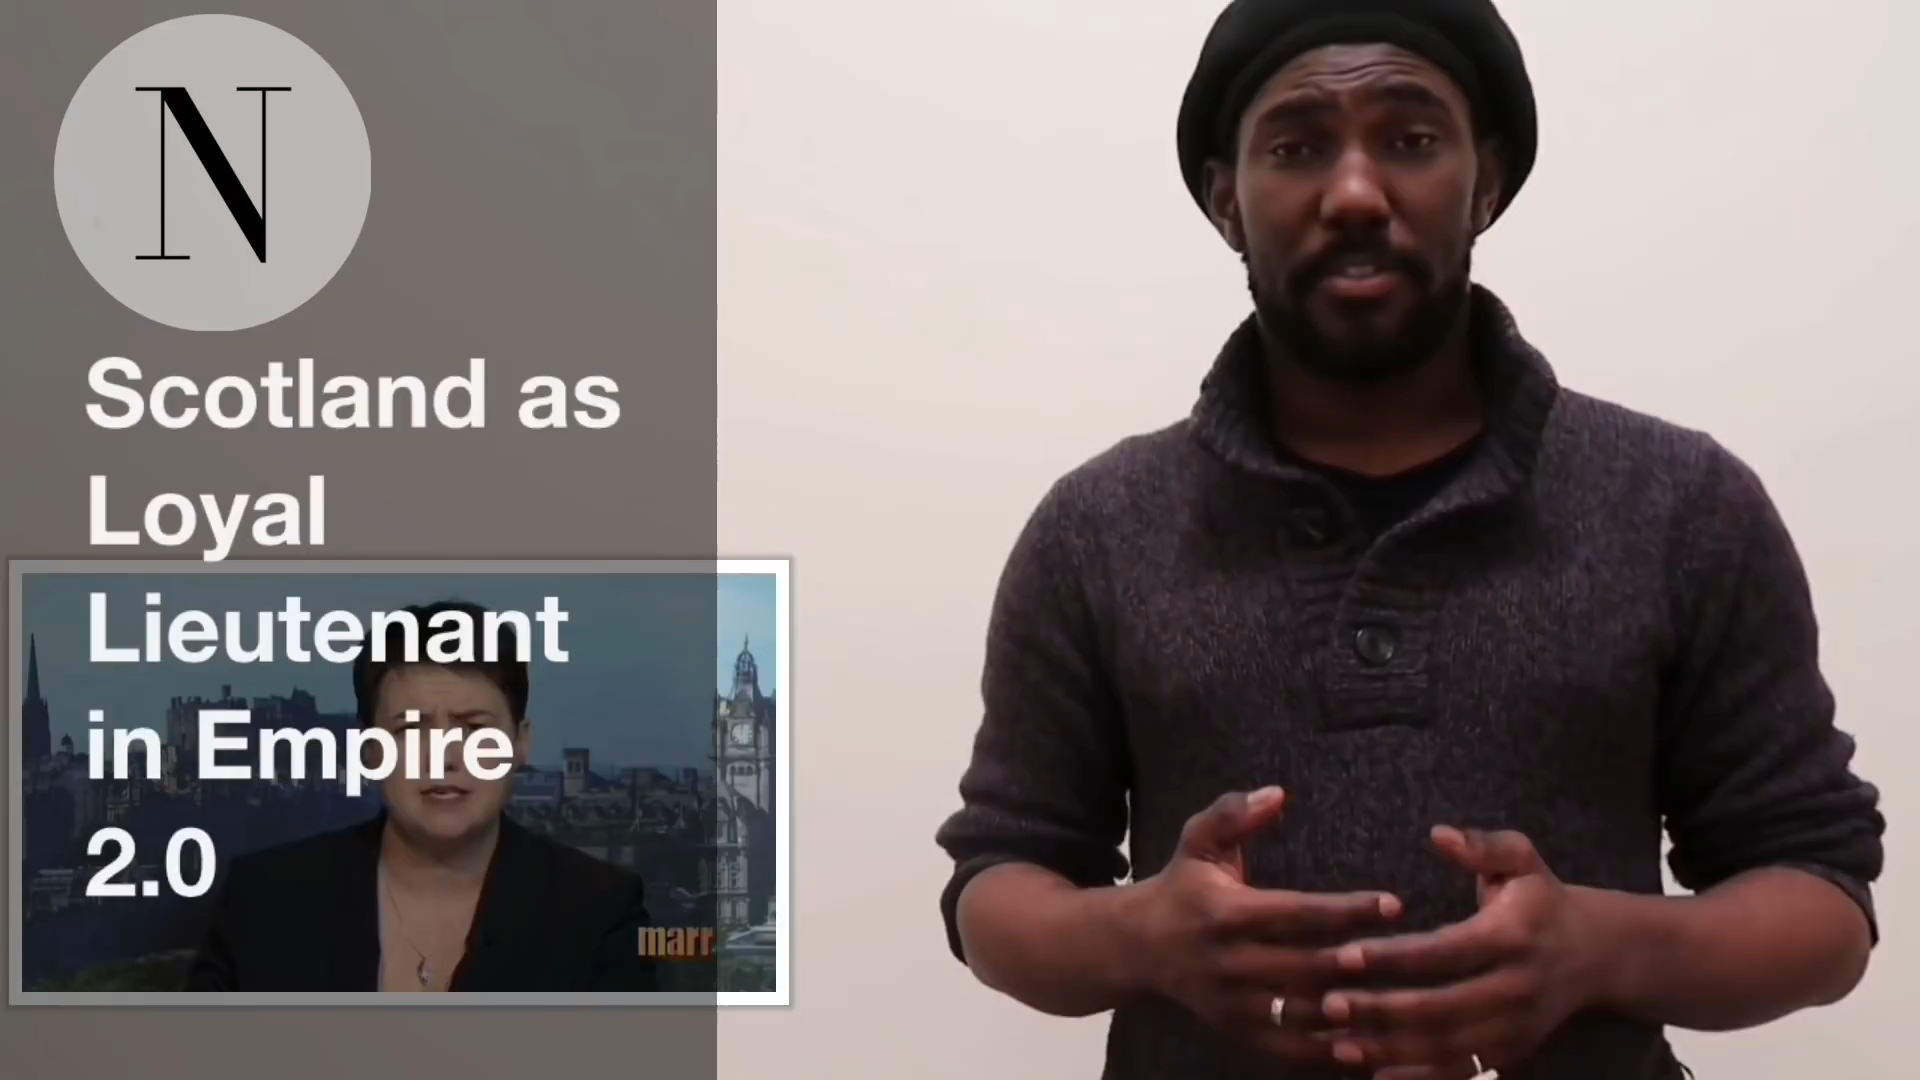 N
Scotland as
Loyal
Lieutenant
in Empire
2.0
marr.